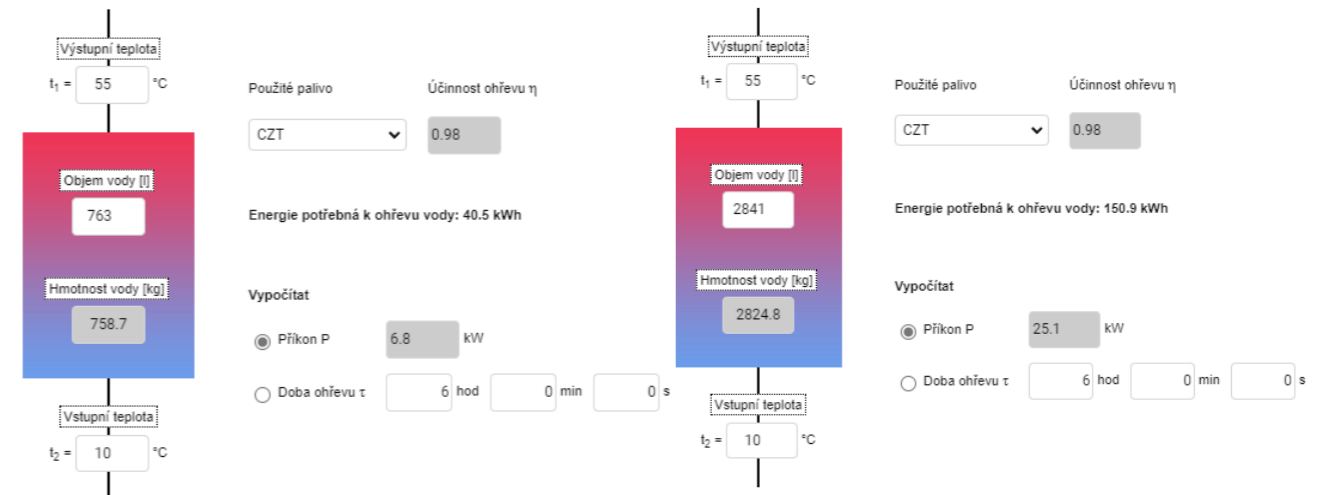 Výstupní teplota
t₁ = 55 °C
Použité palivo Účinnost ohřevu η
CZT 0.98
Objem vody [l]
763
Energie potřebná k ohřevu vody: 40.5 kWh
Hmotnost vody [kg]
758.7
Vypočítat
Příkon P 6.8 kW
Doba ohřevu τ 6 hod 0 min 0 s
Vstupní teplota
t₂ = 10 °C
Výstupní teplota
t₁ = 55 °C
Použité palivo Účinnost ohřevu η
CZT 0.98
Objem vody [l]
2841
Energie potřebná k ohřevu vody: 150.9 kWh
Hmotnost vody [kg]
2824.8
Vypočítat
Příkon P 25.1 kW
Doba ohřevu τ 6 hod 0 min 0 s
Vstupní teplota
t₂ = 10 °C